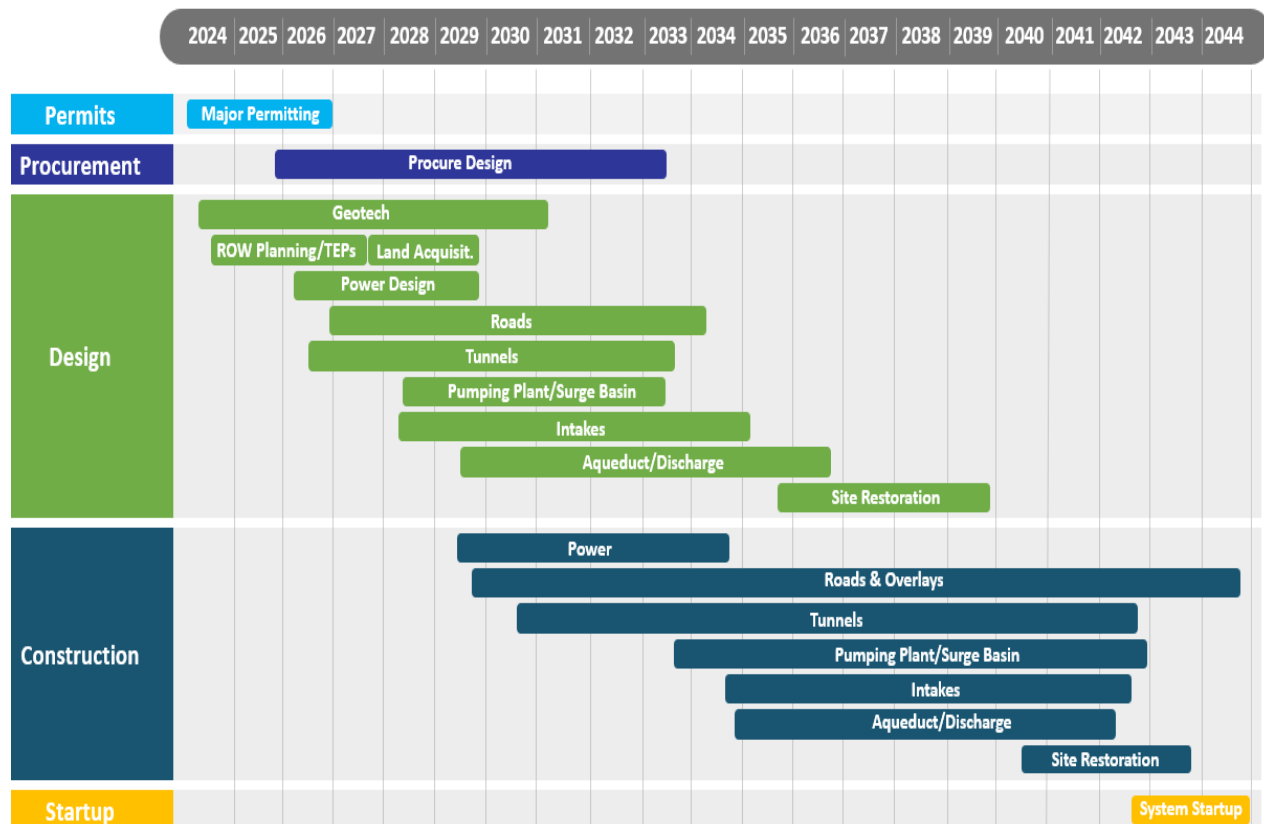 2024 2025 2026 2027 2028 2029 2030 2031 2032 2033 2034 2035 2036 2037 2038 2039 2040 2041 2042 2043 2044
Permits
Major Permitting
Procurement
Procure Design
Design
Geotech
ROW Planning/TEPs
Land Acquisit.
Power Design
Roads
Tunnels
Pumping Plant/Surge Basin
Intakes
Aqueduct/Discharge
Site Restoration
Construction
Power
Roads & Overlays
Tunnels
Pumping Plant/Surge Basin
Intakes
Aqueduct/Discharge
Site Restoration
Startup
System Startup